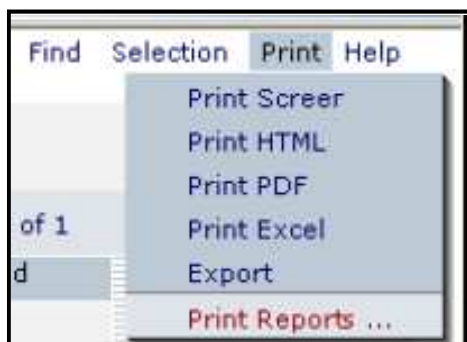 Find Selection Print Help
Print Screer
Print HTML
Print PDF
of 1
Print Excel
d
Export
Print Reports ...